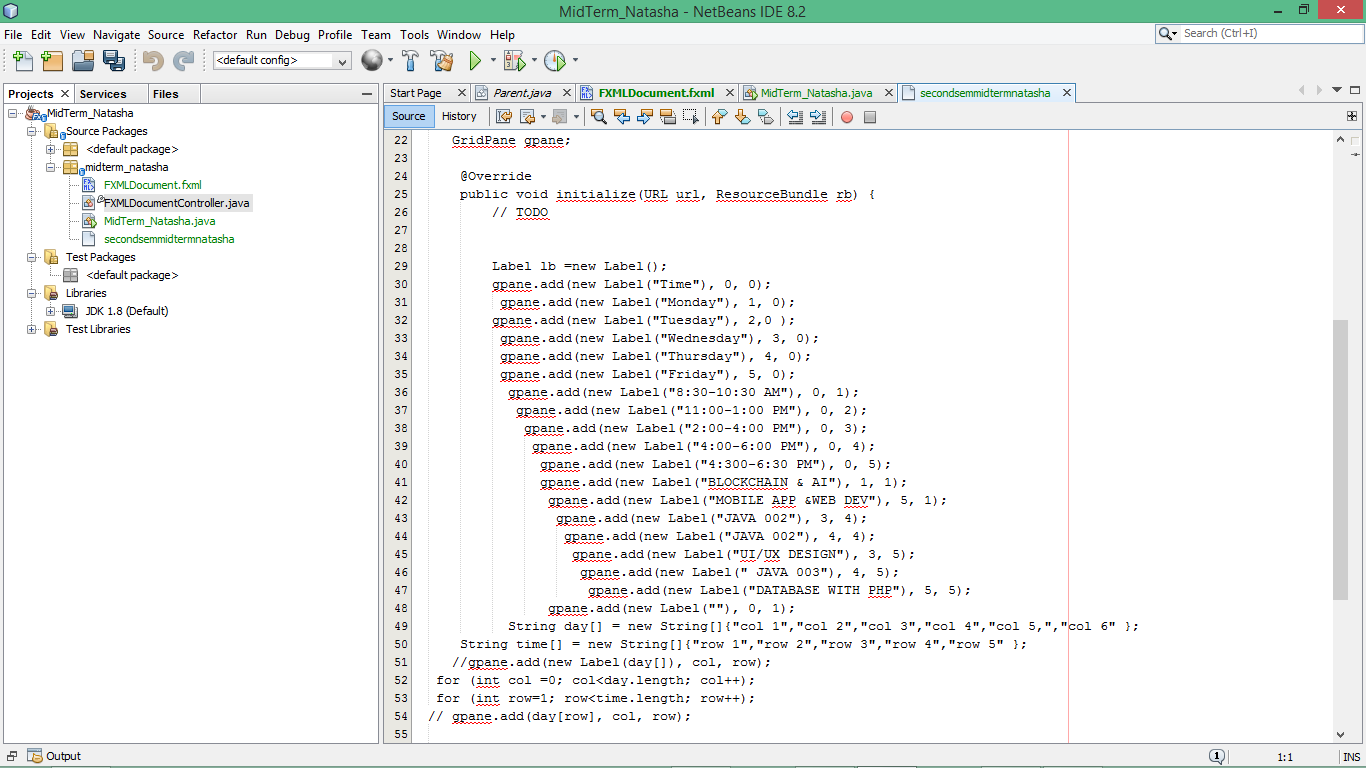 MidTerm_Natasha - NetBeans IDE 8.2
File Edit View Navigate Source Refactor Run Debug Profile Team Tools Window Help
Search (Ctrl+I)
<default config>
Projects Services Files
MidTerm_Natasha
Source Packages
<default package>
midterm_natasha
FXMLDocument.fxml
FXMLDocumentController.java
MidTerm_Natasha.java
secondsemmidtermnatasha
Test Packages
<default package>
Libraries
JDK 1.8 (Default)
Test Libraries
Start Page Parent.java FXMLDocument.fxml MidTerm_Natasha.java secondsemmidtermnatasha
Source History
22 GridPane gpane;
23
24 @Override
25 public void initialize(URL url, ResourceBundle rb) {
26 // TODO
27
28
29 Label lb =new Label();
30 gpane.add(new Label("Time"), 0, 0);
31 gpane.add(new Label("Monday"), 1, 0);
32 gpane.add(new Label("Tuesday"), 2,0 );
33 gpane.add(new Label("Wednesday"), 3, 0);
34 gpane.add(new Label("Thursday"), 4, 0);
35 gpane.add(new Label("Friday"), 5, 0);
36 gpane.add(new Label("8:30-10:30 AM"), 0, 1);
37 gpane.add(new Label("11:00-1:00 PM"), 0, 2);
38 gpane.add(new Label("2:00-4:00 PM"), 0, 3);
39 gpane.add(new Label("4:00-6:00 PM"), 0, 4);
40 gpane.add(new Label("4:300-6:30 PM"), 0, 5);
41 gpane.add(new Label("BLOCKCHAIN & AI"), 1, 1);
42 gpane.add(new Label("MOBILE APP &WEB DEV"), 5, 1);
43 gpane.add(new Label("JAVA 002"), 3, 4);
44 gpane.add(new Label("JAVA 002"), 4, 4);
45 gpane.add(new Label("UI/UX DESIGN"), 3, 5);
46 gpane.add(new Label(" JAVA 003"), 4, 5);
47 gpane.add(new Label("DATABASE WITH PHP"), 5, 5);
48 gpane.add(new Label(""), 0, 1);
49 String day[] = new String[]{"col 1","col 2","col 3","col 4","col 5,","col 6" };
50 String time[] = new String[]{"row 1","row 2","row 3","row 4","row 5" };
51 //gpane.add(new Label(day[]), col, row);
52 for (int col =0; col<day.length; col++);
53 for (int row=1; row<time.length; row++);
54 // gpane.add(day[row], col, row);
55
Output
1
1:1 INS